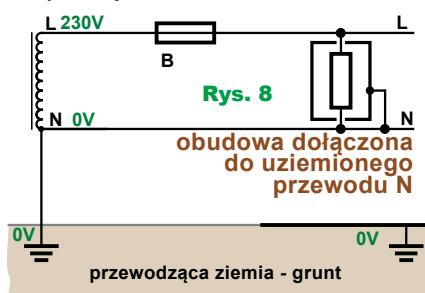 L 230V
L
B
Rys. 8
N 0V
N
obudowa dołączona
do uziemionego
przewodu N
0V
0V
przewodząca ziemia - grunt